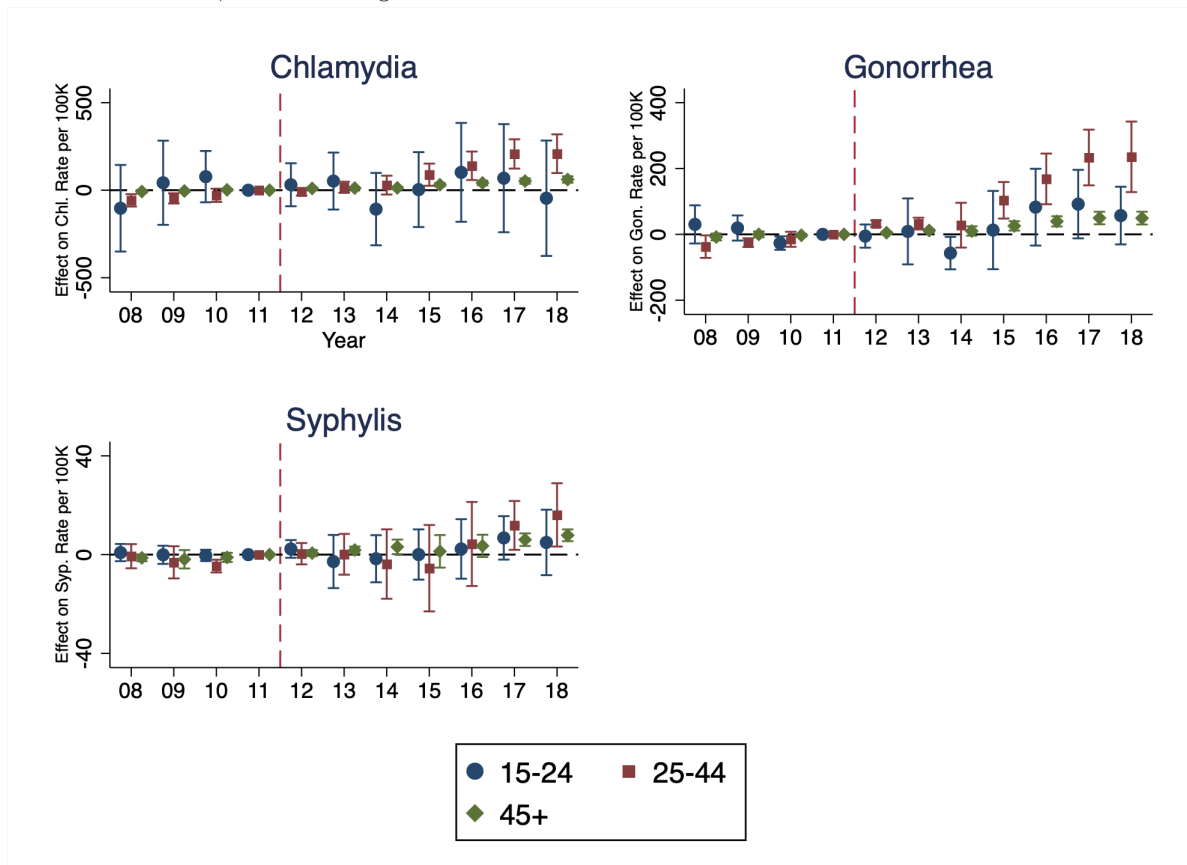 Chlamydia
Effect on Chl. Rate per 100K
500
0
-500
08 09 10 11 12 13 14 15 16 17 18
Year
Gonorrhea
Effect on Gon. Rate per 100K
400
200
0
-200
08 09 10 11 12 13 14 15 16 17 18
Syphylis
Effect on Syp. Rate per 100K
40
0
-40
08 09 10 11 12 13 14 15 16 17 18
15-24 25-44
45+